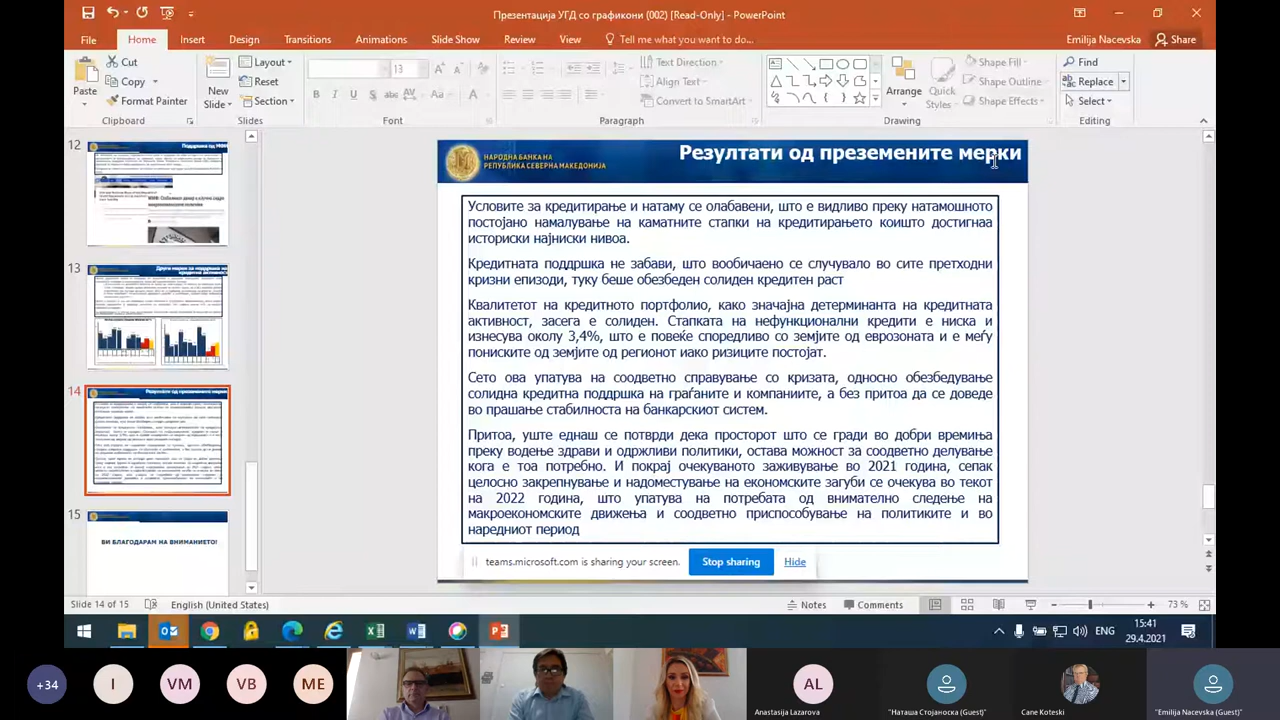 Презентација УГД со графикони (002) [Read-Only] - PowerPoint
File Home Insert Design Transitions Animations Slide Show Review View Tell me what you want to do... Emilija Nacevska Share
Cut
Copy
Format Painter
Paste
Clipboard
New Slide
Layout
Reset
Section
Slides
13
Font
Text Direction
Align Text
Convert to SmartArt
Paragraph
Arrange
Quick Styles
Shape Fill
Shape Outline
Shape Effects
Drawing
Find
Replace
Select
Editing
12
13
14
15
ВИ БЛАГОДАРАМ НА ВНИМАНИЕТО!
НАРОДНА БАНКА НА
РЕПУБЛИКА СЕВЕРНА МАКЕДОНИЈА
Резултати од
Условите за кредитирање и натаму се олабавени, што се виде и преку натамошното
постојано намалување на каматните стапки на кредитирањето коишто достигнаа
историски најниски нивоа.
Кредитната поддршка не забави, што вообичаено се случувало во сите претходни
кризни епизоди, туку беше обезбеден солиден кредитен раст.
Квалитетот на кредитното портфолио, како значаен индикатор за кредитната
активност, засега е солиден. Стапката на нефункционални кредити е ниска и
изнесува околу 3,4%, што е повеќе споредливо со земјите од еврозоната и е меѓу
пониските од земјите од регионот иако ризиците постојат.
Сето ова упатува на соодветно справување со кризата, односно обезбедување
солидна кредитна поддршка за граѓаните и компаниите, без притоа да се доведе
во прашање стабилноста на банкарскиот систем.
Притоа, уште еднаш се потврди дека просторот што се гради во добри времиња
преку водење здрави и одржливи политики, остава можност за соодветно делување
кога е тоа потребно. И покрај очекуваното заживување во 2021 година, сепак
целосно закрепнување и надоместување на економските загуби се очекува во текот
на 2022 година, што упатува на потребата од внимателно следење на
макроекономските движења и соодветно приспособување на политиките и во
наредниот период
teams.microsoft.com is sharing your screen. Stop sharing Hide
Slide 14 of 15 English (United States) Notes Comments 73 %
ENG
15:41
29.4.2021
+34 I VM VB ME AL
Anastasija Lazarova "Наташа Стојаноска (Guest)" Cane Koteski "Emilija Nacevska (Guest)"